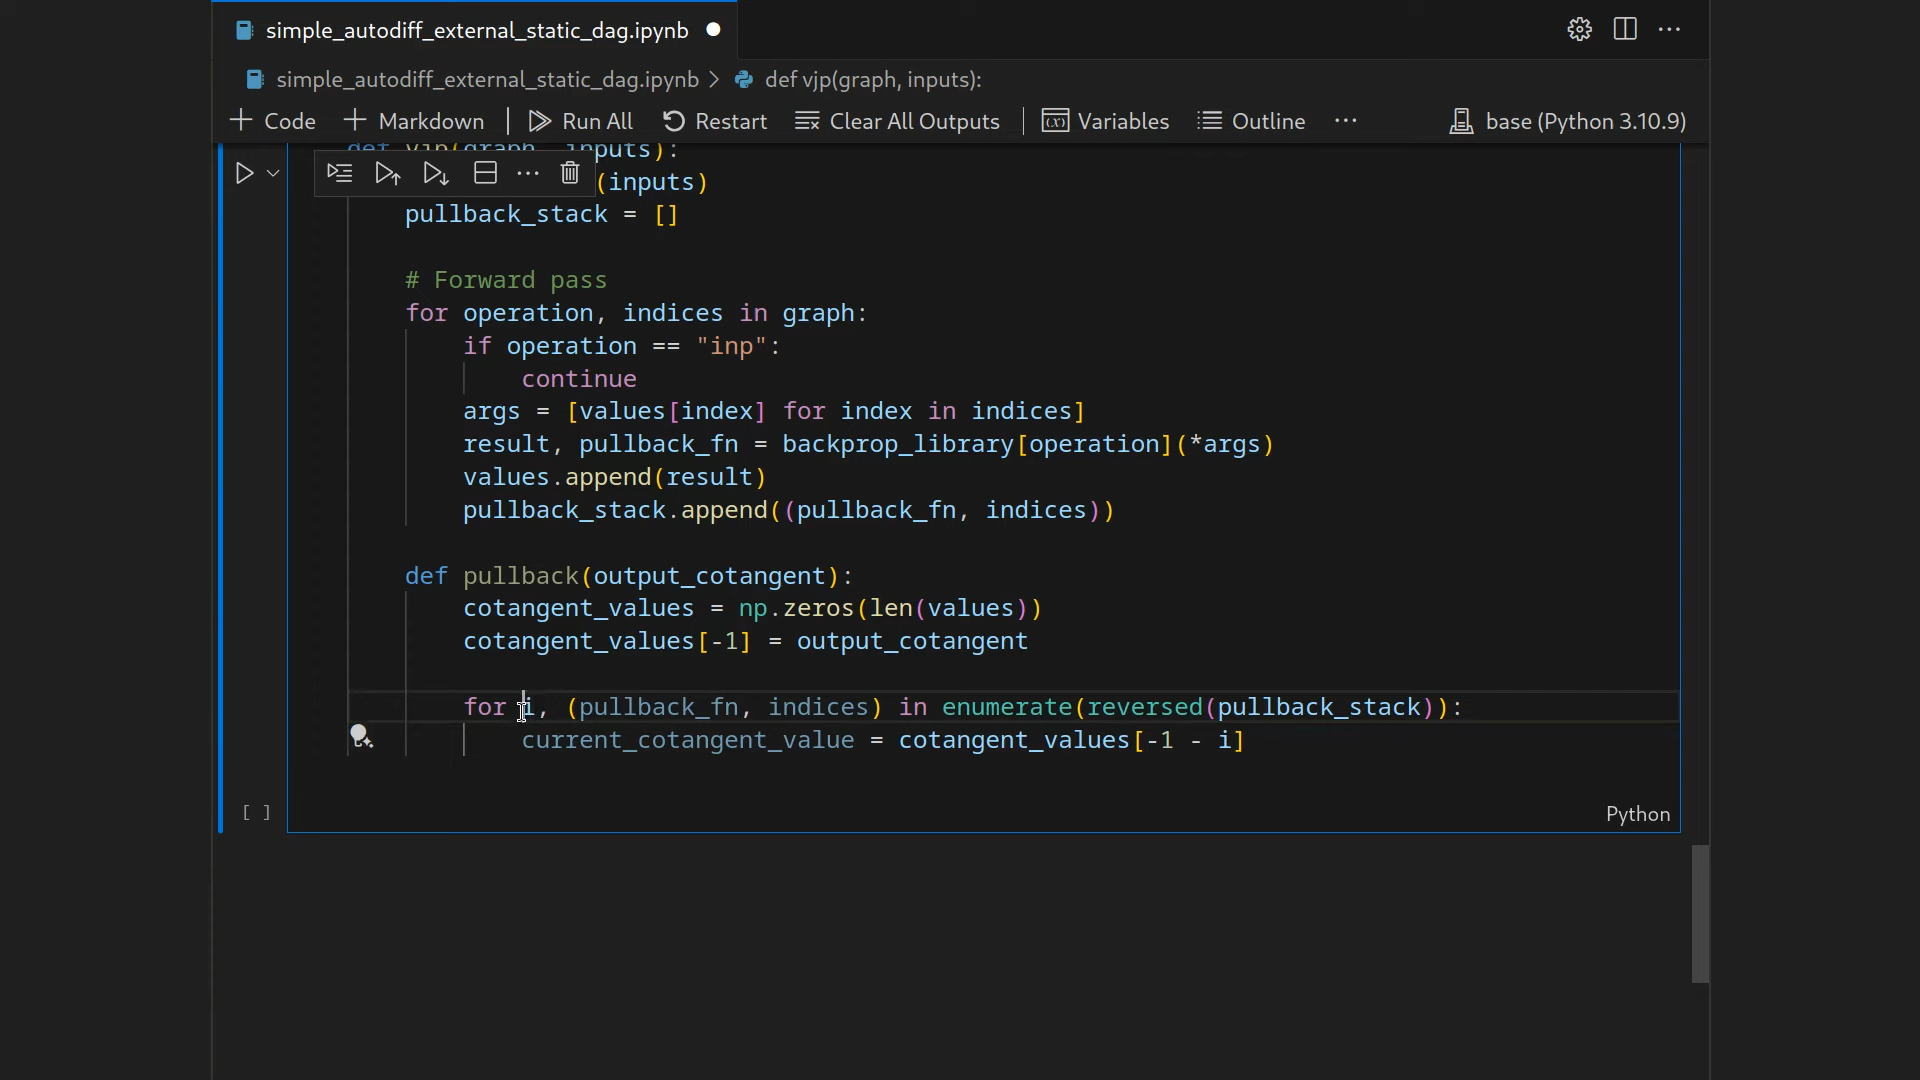 simple_autodiff_external_static_dag.ipynb
simple_autodiff_external_static_dag.ipynb > def vjp(graph, inputs):
Code Markdown Run All Restart Clear All Outputs Variables Outline ... base (Python 3.10.9)
def vjp(graph, inputs):
(inputs)
pullback_stack = []
# Forward pass
for operation, indices in graph:
if operation == "inp":
continue
args = [values[index] for index in indices]
result, pullback_fn = backprop_library[operation](*args)
values.append(result)
pullback_stack.append((pullback_fn, indices))
def pullback(output_cotangent):
cotangent_values = np.zeros(len(values))
cotangent_values[-1] = output_cotangent
for i, (pullback_fn, indices) in enumerate(reversed(pullback_stack)):
current_cotangent_value = cotangent_values[-1 - i]
[ ]
Python